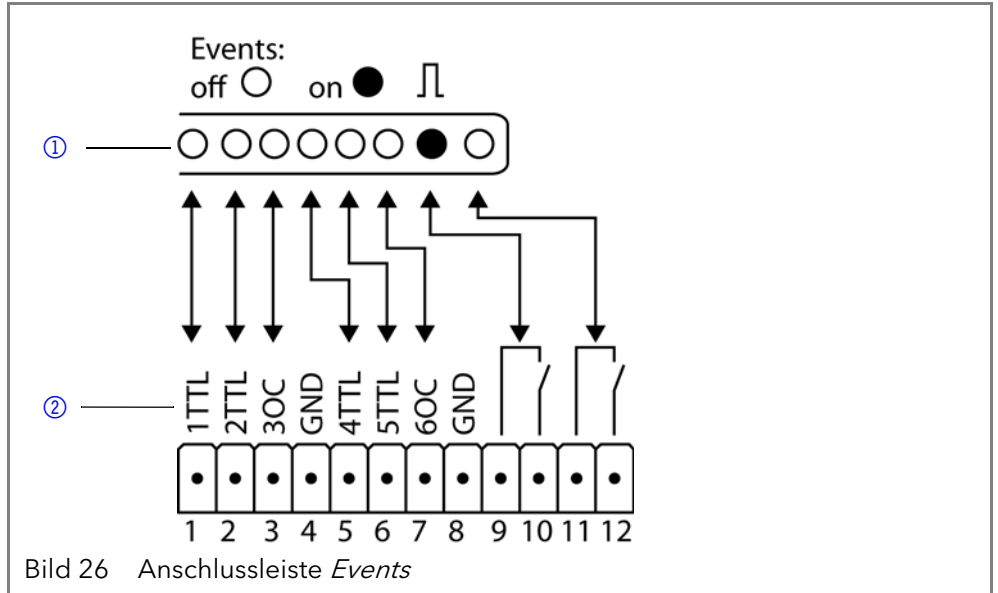 Events:
off on
①
②
1TTL 2TTL 3OC GND 4TTL 5TTL 6OC GND
1 2 3 4 5 6 7 8 9 10 11 12
Bild 26 Anschlussleiste Events